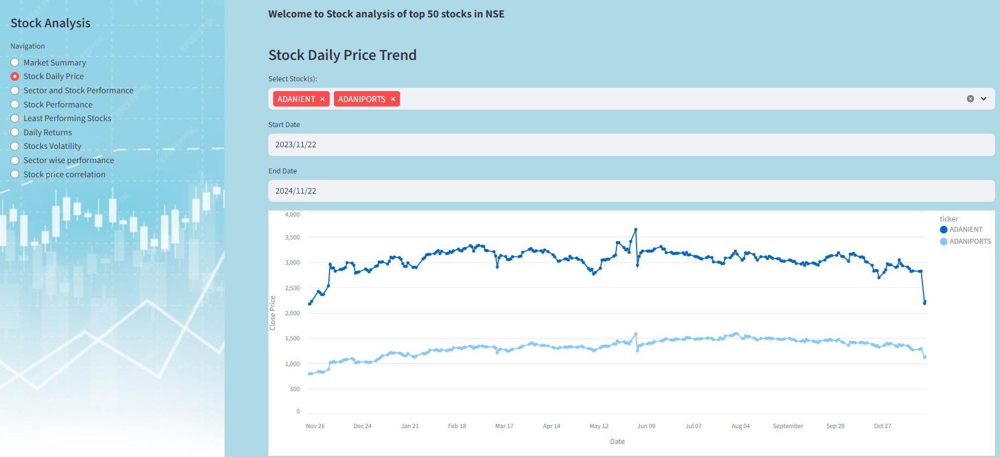 Stock Analysis
Navigation
Market Summary
Stock Daily Price
Sector and Stock Performance
Stock Performance
Least Performing Stocks
Daily Returns
Stocks Volatility
Sector wise performance
Stock price correlation
Welcome to Stock analysis of top 50 stocks in NSE
Stock Daily Price Trend
Select Stock(s):
ADANIENT × ADANIPORTS ×
Start Date
2023/11/22
End Date
2024/11/22
4,000
3,500
3,000
2,500
2,000
1,500
1,000
500
0
Close Price
Nov 26 Dec 24 Jan 21 Feb 18 Mar 17 Apr 14 May 12 Jun 09 Jul 07 Aug 04 September Sep 29 Oct 27
Date
ticker
ADANIENT
ADANIPORTS